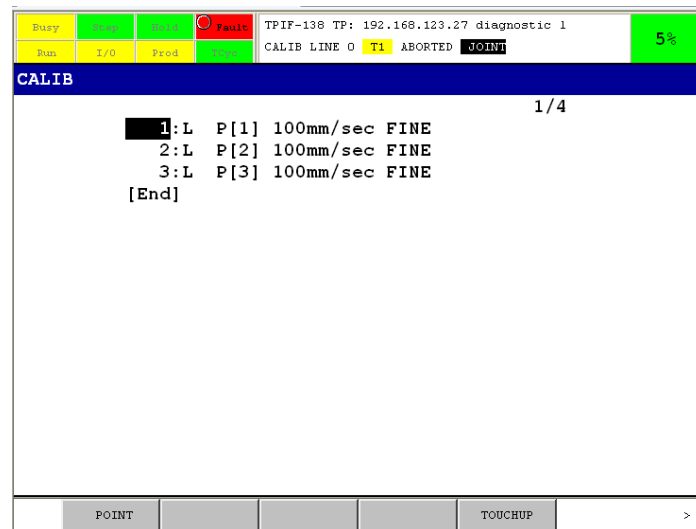 Busy Step Hold Fault TPIF-138 TP: 192.168.123.27 diagnostic 1
Run I/O Prod TCyc CALIB LINE 0 T1 ABORTED JOINT 5%
CALIB
1/4
1:L P[1] 100mm/sec FINE
2:L P[2] 100mm/sec FINE
3:L P[3] 100mm/sec FINE
[End]
POINT TOUCHUP >